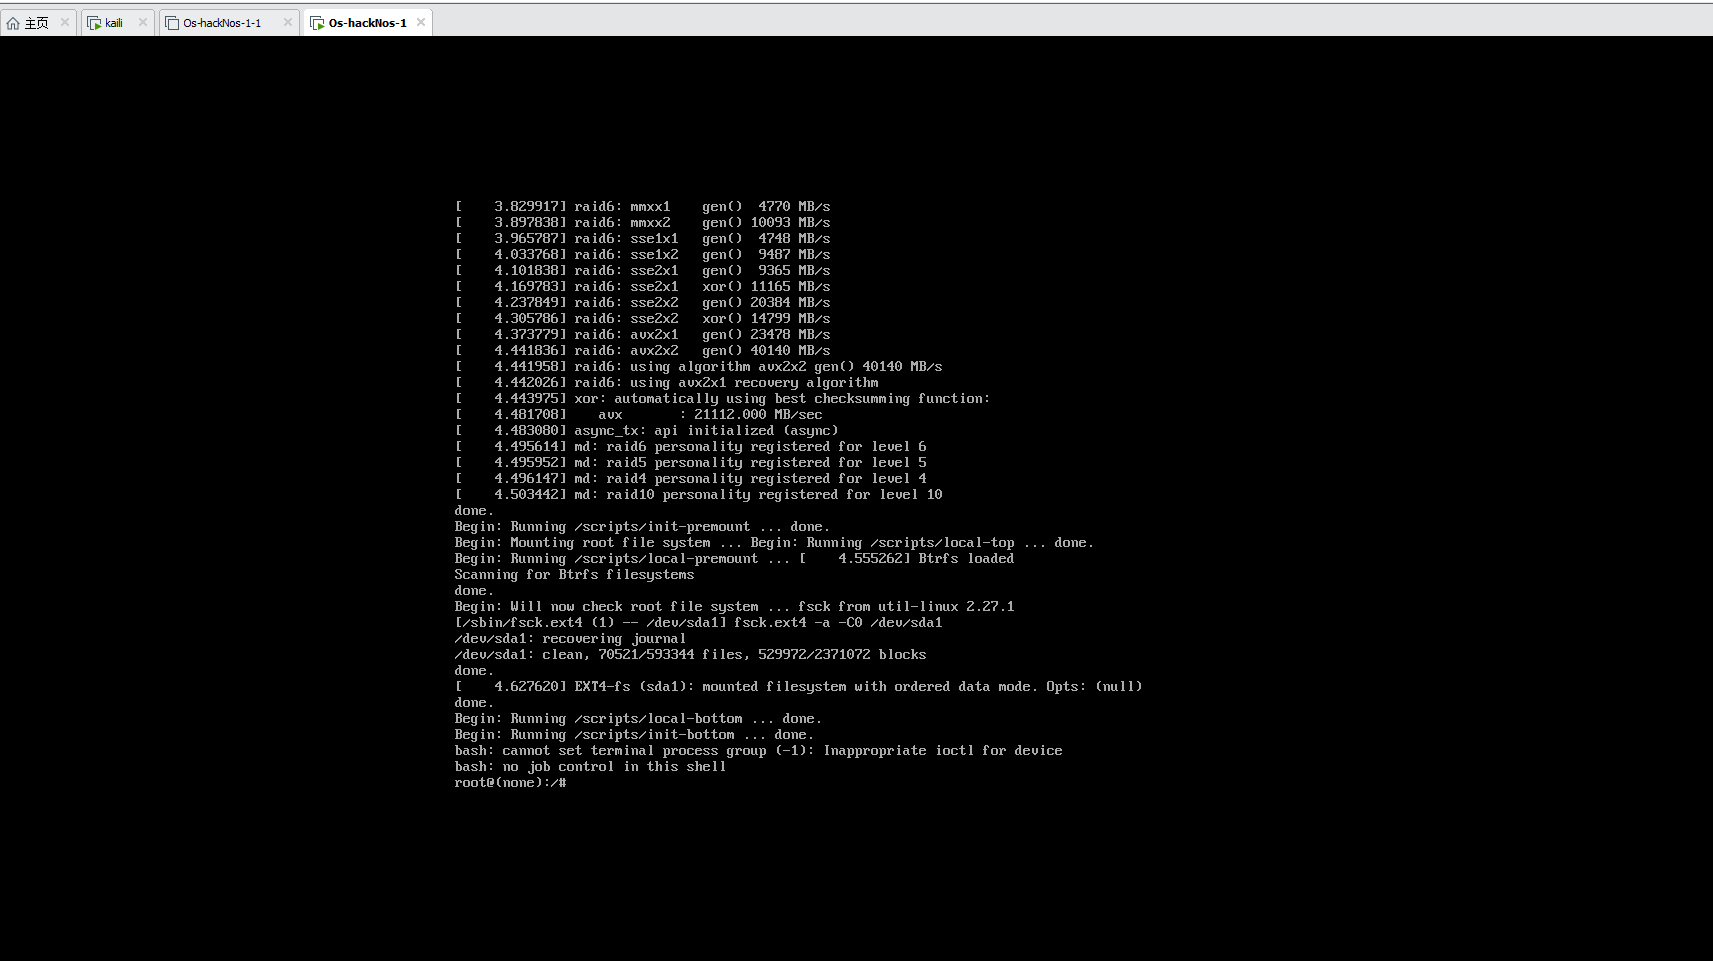 主页 kaili Os-hackNos-1-1 Os-hackNos-1
[    3.829917] raid6: mmxx1    gen()  4770 MB/s
[    3.897838] raid6: mmxx2    gen() 10093 MB/s
[    3.965787] raid6: sse1x1   gen()  4748 MB/s
[    4.033768] raid6: sse1x2   gen()  9487 MB/s
[    4.101838] raid6: sse2x1   gen()  9365 MB/s
[    4.169783] raid6: sse2x1   xor() 11165 MB/s
[    4.237849] raid6: sse2x2   gen() 20384 MB/s
[    4.305786] raid6: sse2x2   xor() 14799 MB/s
[    4.373779] raid6: avx2x1   gen() 23478 MB/s
[    4.441836] raid6: avx2x2   gen() 40140 MB/s
[    4.441958] raid6: using algorithm avx2x2 gen() 40140 MB/s
[    4.442026] raid6: using avx2x1 recovery algorithm
[    4.443975] xor: automatically using best checksumming function:
[    4.481708]    avx       : 21112.000 MB/sec
[    4.483080] async_tx: api initialized (async)
[    4.495614] md: raid6 personality registered for level 6
[    4.495952] md: raid5 personality registered for level 5
[    4.496147] md: raid4 personality registered for level 4
[    4.503442] md: raid10 personality registered for level 10
done.
Begin: Running /scripts/init-premount ... done.
Begin: Mounting root file system ... Begin: Running /scripts/local-top ... done.
Begin: Running /scripts/local-premount ... [    4.555262] Btrfs loaded
Scanning for Btrfs filesystems
done.
Begin: Will now check root file system ... fsck from util-linux 2.27.1
[/sbin/fsck.ext4 (1) -- /dev/sda1] fsck.ext4 -a -C0 /dev/sda1
/dev/sda1: recovering journal
/dev/sda1: clean, 70521/593344 files, 529972/2371072 blocks
done.
[    4.627620] EXT4-fs (sda1): mounted filesystem with ordered data mode. Opts: (null)
done.
Begin: Running /scripts/local-bottom ... done.
Begin: Running /scripts/init-bottom ... done.
bash: cannot set terminal process group (-1): Inappropriate ioctl for device
bash: no job control in this shell
root@(none):/#